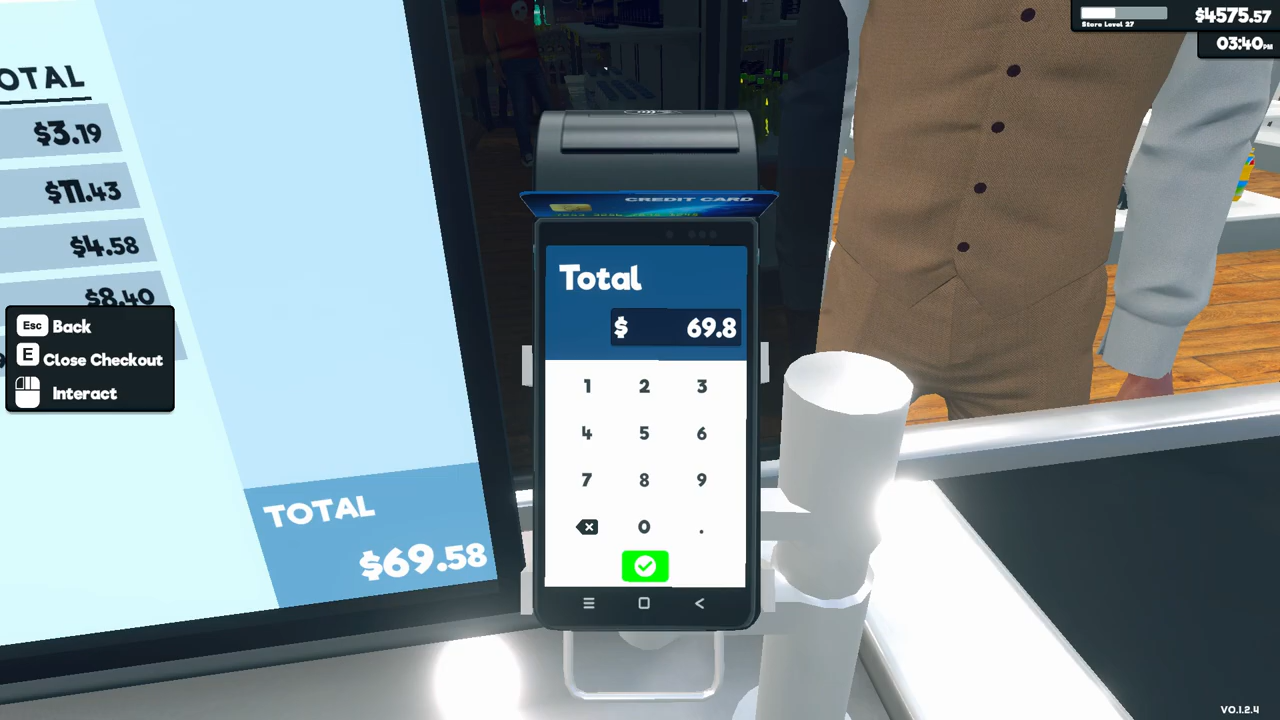 $4575.57
Store Level 27
03:40PM
OTAL
$3.19
$11.43
$4.58
$8.40
Esc Back
E Close Checkout
Interact
CREDIT CARD
Total
$ 69.8
1 2 3
4 5 6
7 8 9
0 .
TOTAL
$69.58
V0.1.2.4